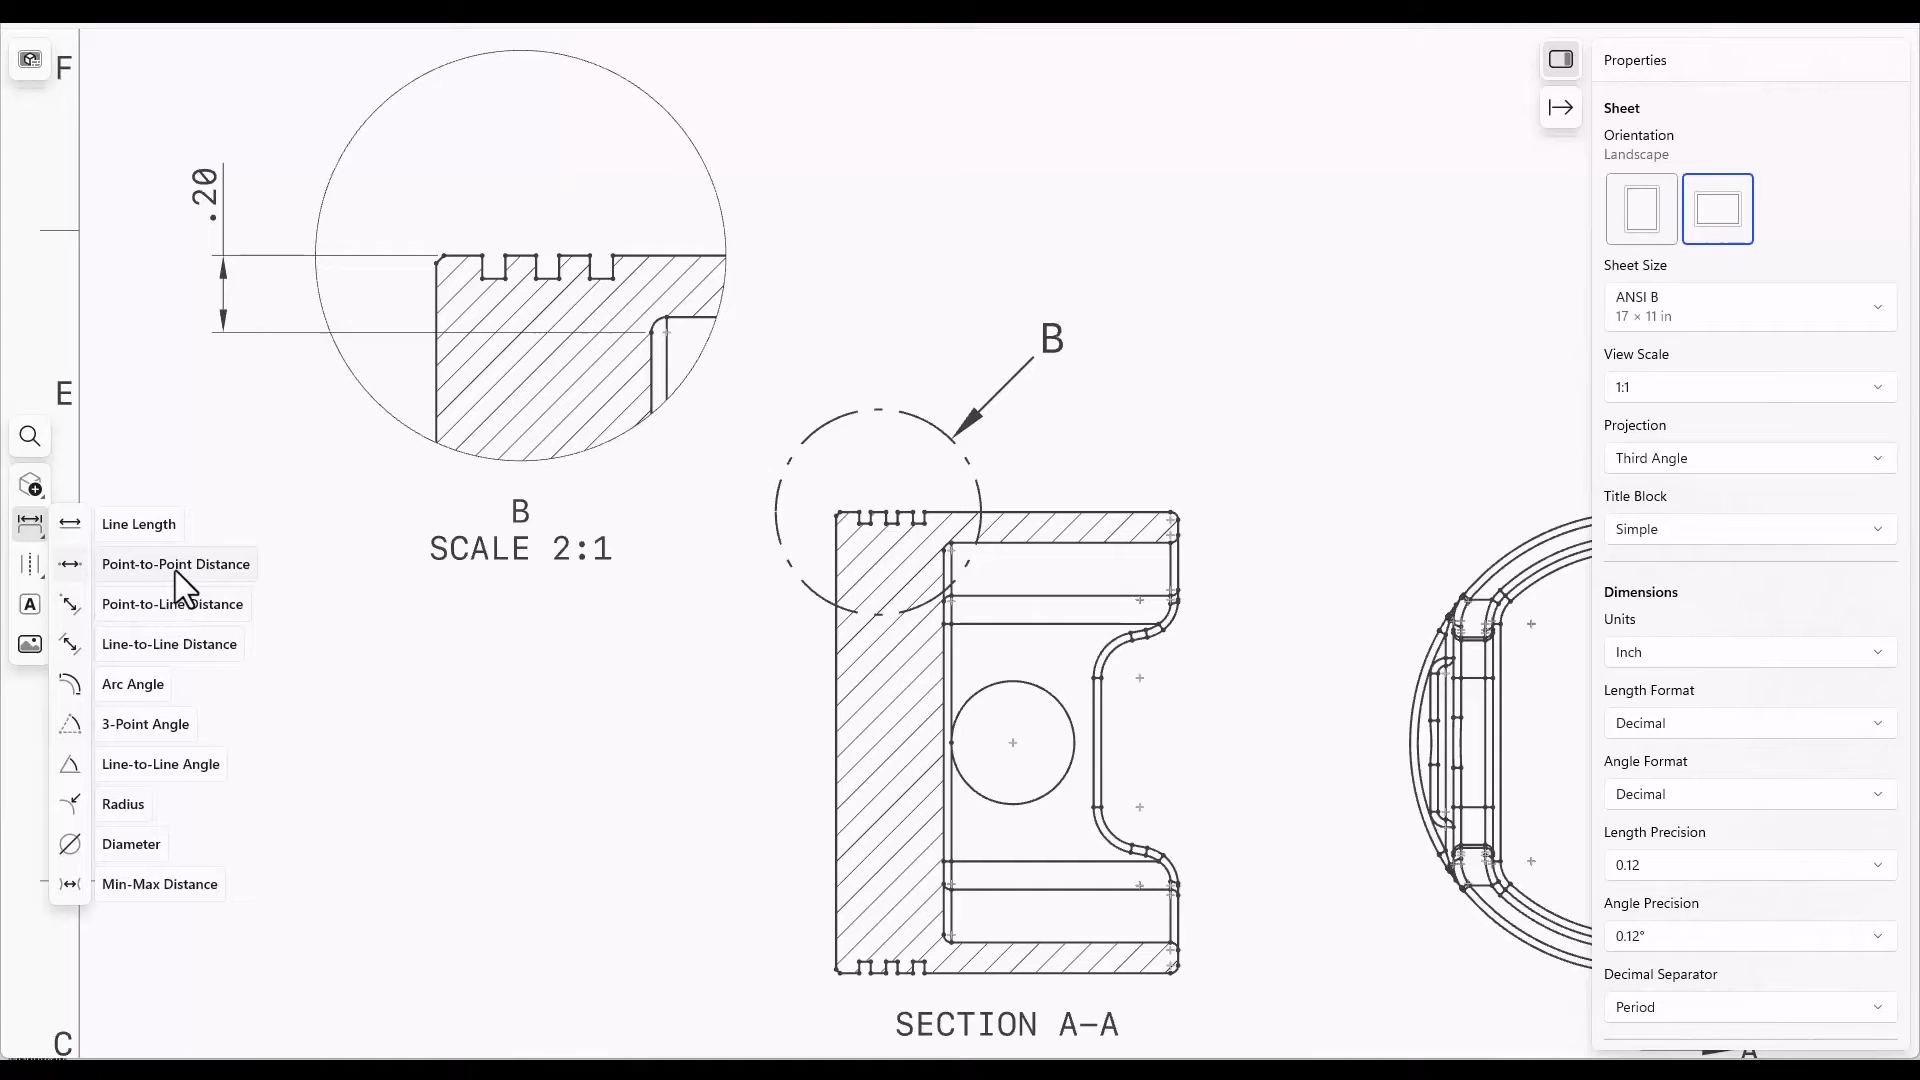 F
E
C
.20
B
SCALE 2:1
B
SECTION A-A
A
A
Line Length
Point-to-Point Distance
Point-to-Line Distance
Line-to-Line Distance
Arc Angle
3-Point Angle
Line-to-Line Angle
Radius
Diameter
Min-Max Distance
Properties
Sheet
Orientation
Landscape
Sheet Size
ANSI B
17 × 11 in
View Scale
1:1
Projection
Third Angle
Title Block
Simple
Dimensions
Units
Inch
Length Format
Decimal
Angle Format
Decimal
Length Precision
0.12
Angle Precision
0.12°
Decimal Separator
Period